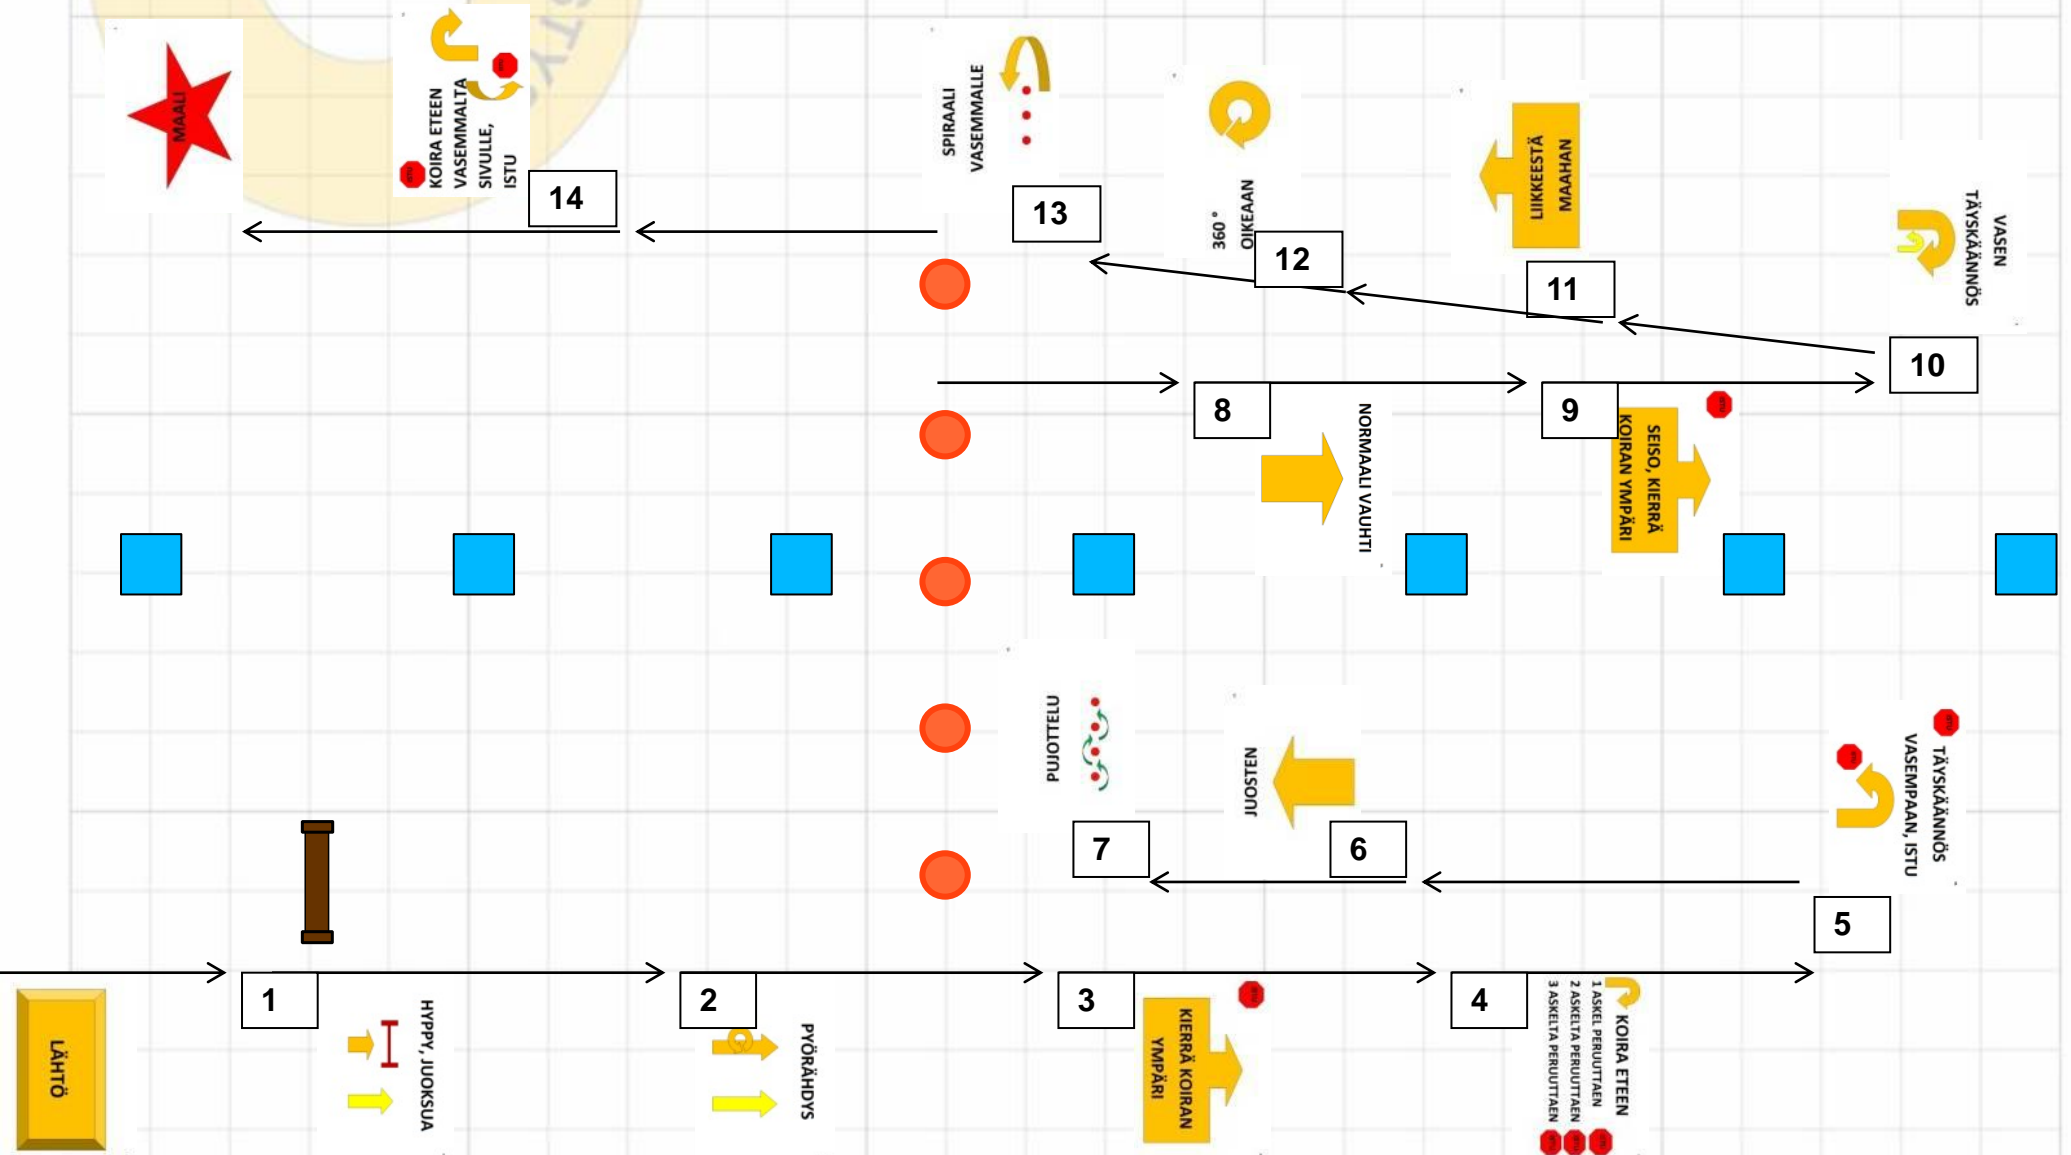 LÄHTÖ
1
HYPPY, JUOKSUA
2
PYÖRÄHDYS
3
KIERRÄ KOIRAN
YMPÄRI
4
KOIRA ETEEN
1 ASKEL PERUUTTAEN
2 ASKELTA PERUUTTAEN
3 ASKELTA PERUUTTAEN
5
TÄYSKÄÄNNÖS
VASEMPAAN, ISTU
6
JUOSTEN
7
PUJOTTELU
8
NORMAALI VAUHTI
9
SEISO, KIERRÄ
KOIRAN YMPÄRI
10
VASEN
TÄYSKÄÄNNÖS
11
LIIKKEESTÄ
MAAHAN
12
360°
OIKEAAN
13
SPIRAALI
VASEMMALLE
14
KOIRA ETEEN
VASEMMALTA
SIVULLE,
ISTU
MAALI